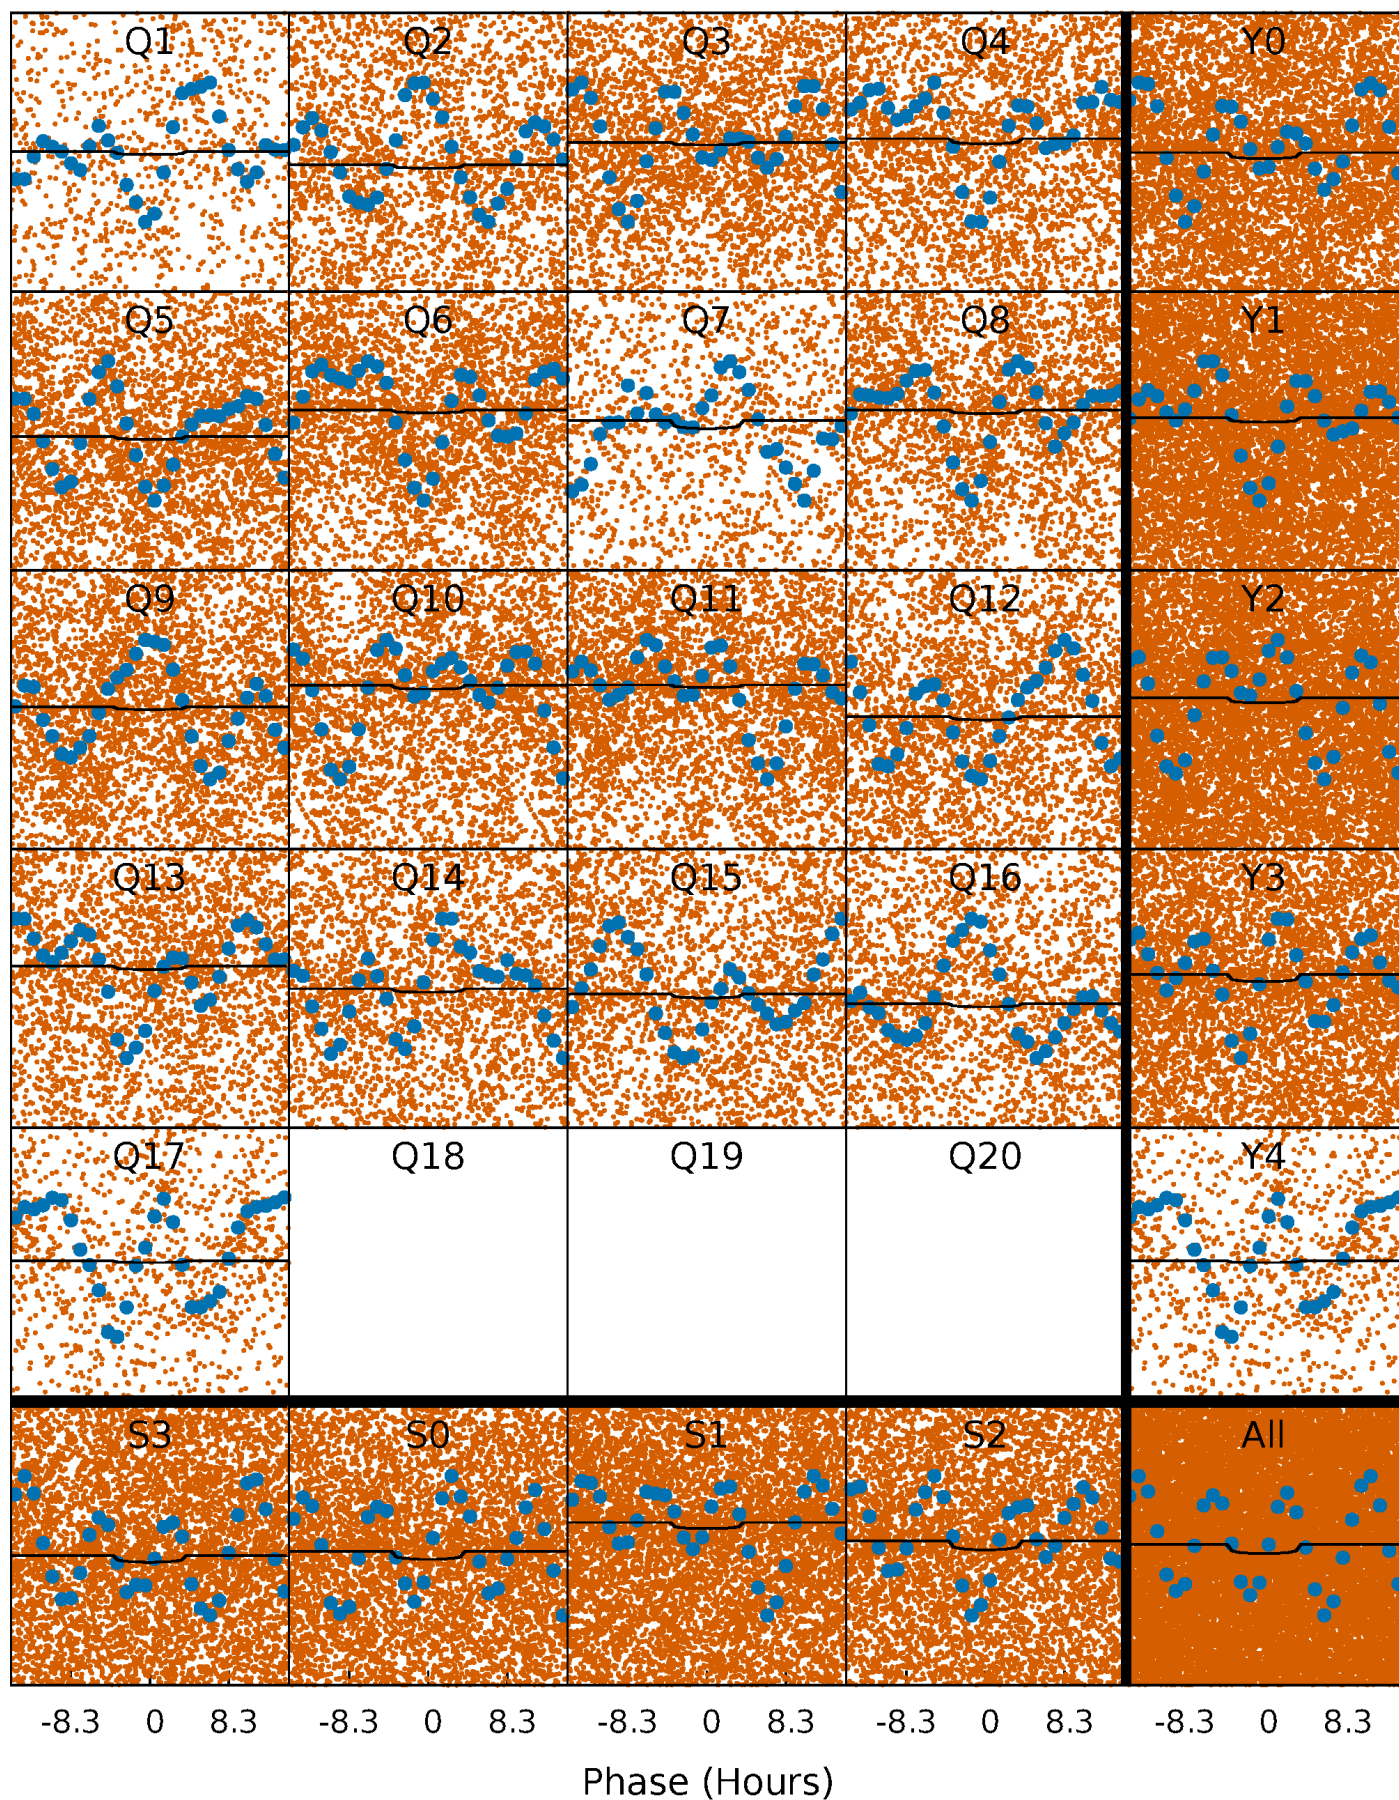 Q1 Q2 Q3 Q4 Y0
Q5 Q6 Q7 Q8 Y1
Q9 Q10 Q11 Q12 Y2
Q13 Q14 Q15 Q16 Y3
Q17 Q18 Q19 Q20 Y4
S3 S0 S1 S2 All
-8.3 0 8.3 -8.3 0 8.3 -8.3 0 8.3 -8.3 0 8.3 -8.3 0 8.3
Phase (Hours)